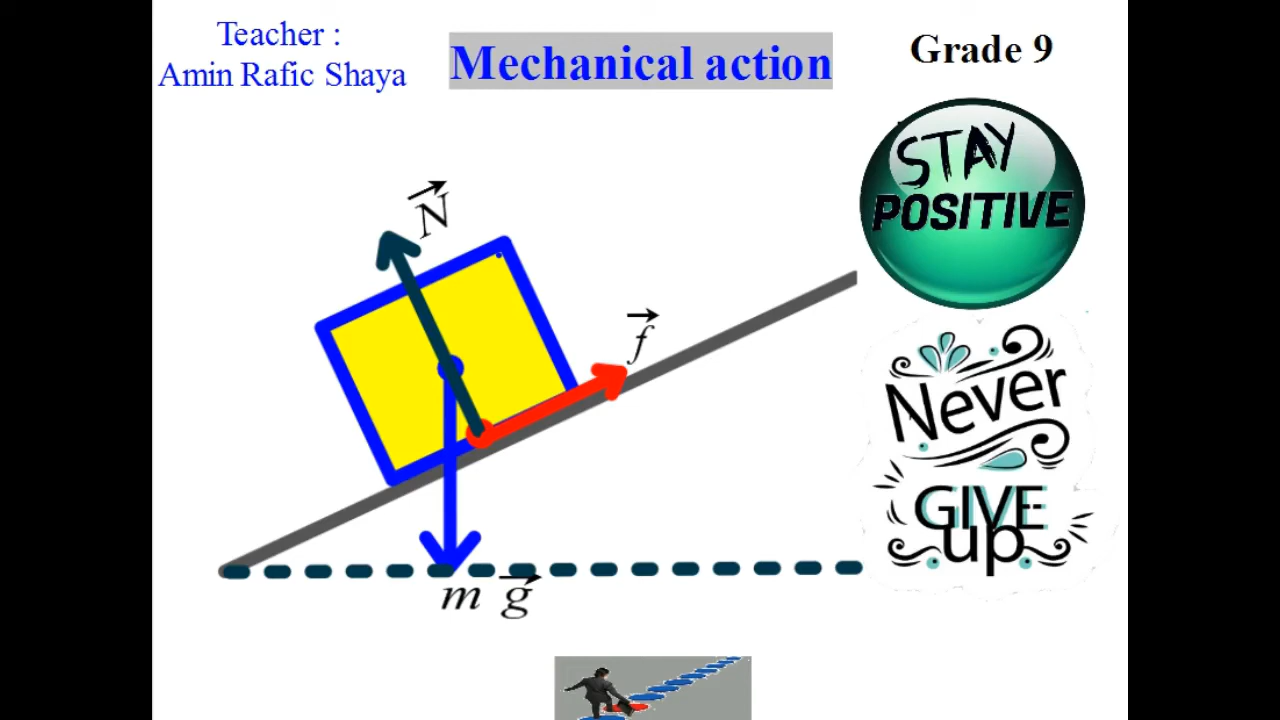 Teacher :
Amin Rafic Shaya
Mechanical action
Grade 9
STAY
POSITIVE
N
f
Never
GIVE
up
m g